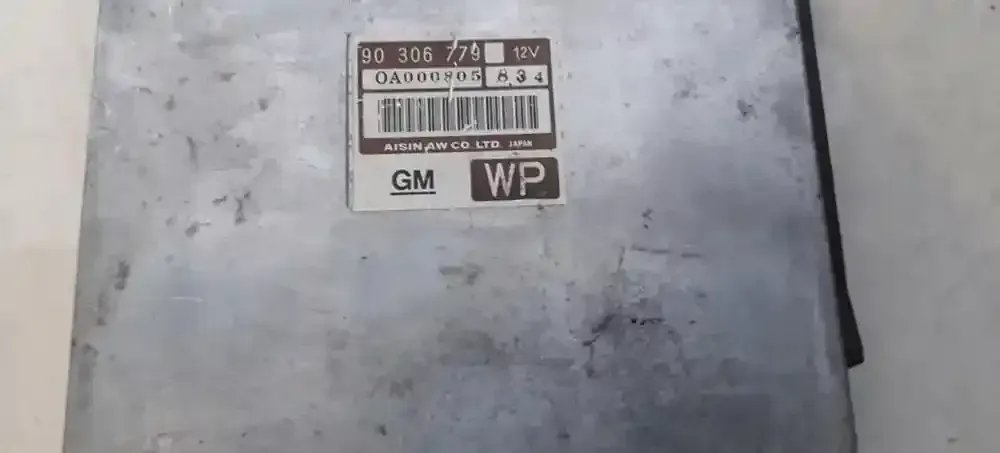 90 306 779 12V
0A000805 834
AISIN AW CO. LTD. JAPAN
GM WP